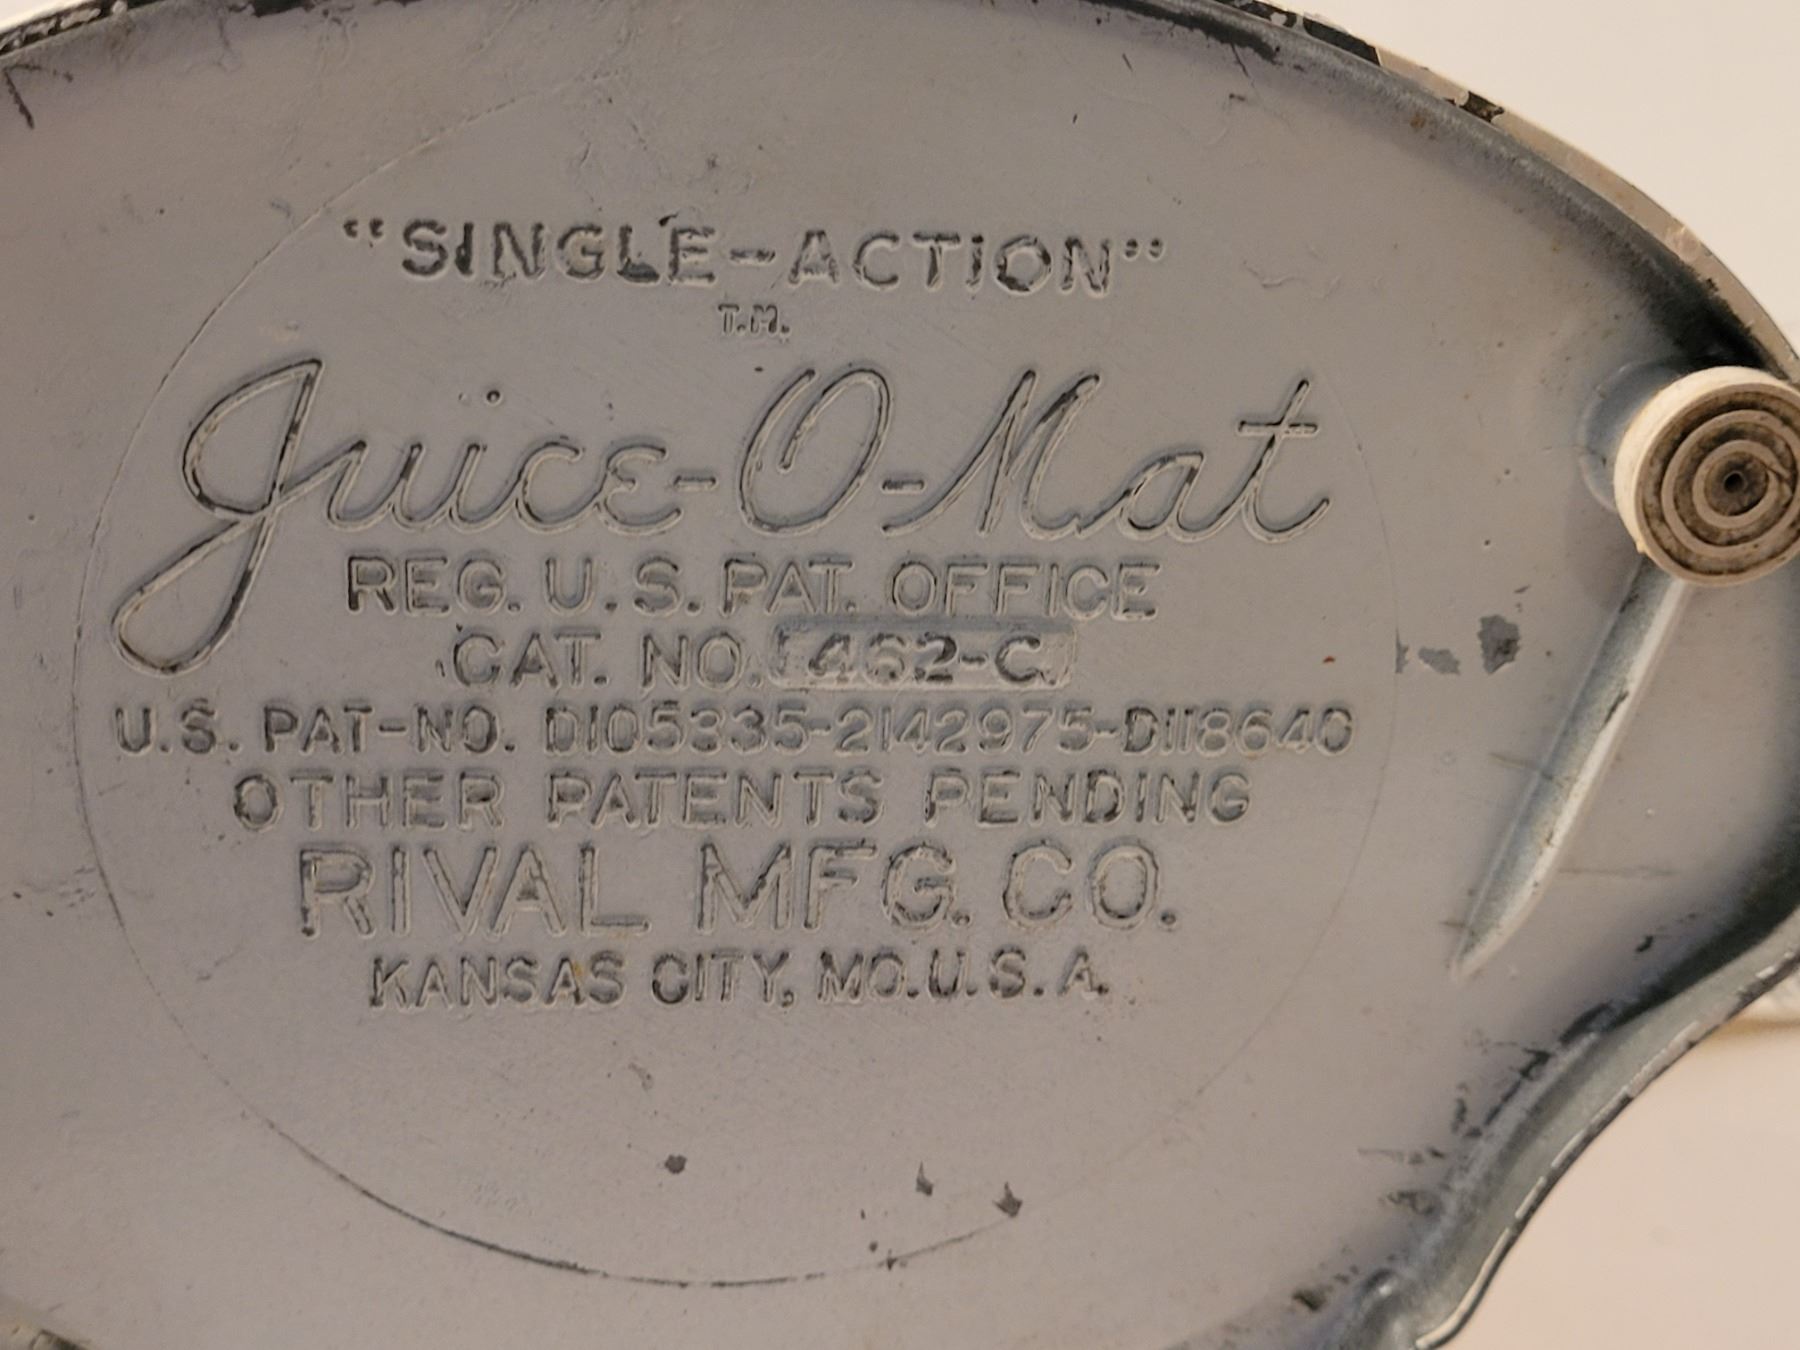 "SINGLE-ACTION"
T.M.
Juice-O-Mat
REG. U.S. PAT. OFFICE
CAT. NO. 462-C
U.S. PAT-NO. D105335-2142975-D118640
OTHER PATENTS PENDING
RIVAL MFG. CO.
KANSAS CITY, MO. U.S.A.